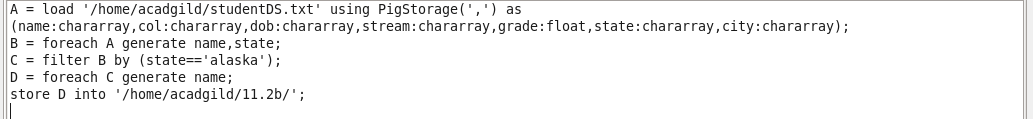 A = load '/home/acadgild/studentDS.txt' using PigStorage(',') as
(name:chararray,col:chararray,dob:chararray,stream:chararray,grade:float,state:chararray,city:chararray);
B = foreach A generate name,state;
C = filter B by (state=='alaska');
D = foreach C generate name;
store D into '/home/acadgild/11.2b/';